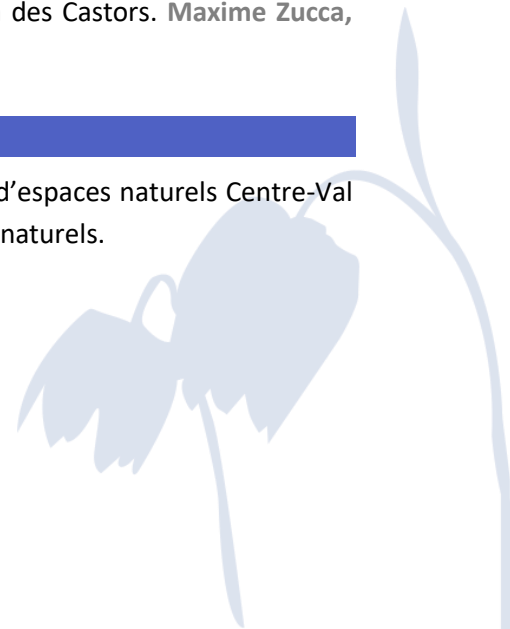 des Castors. Maxime Zucca,
d’espaces naturels Centre-Val
naturels.